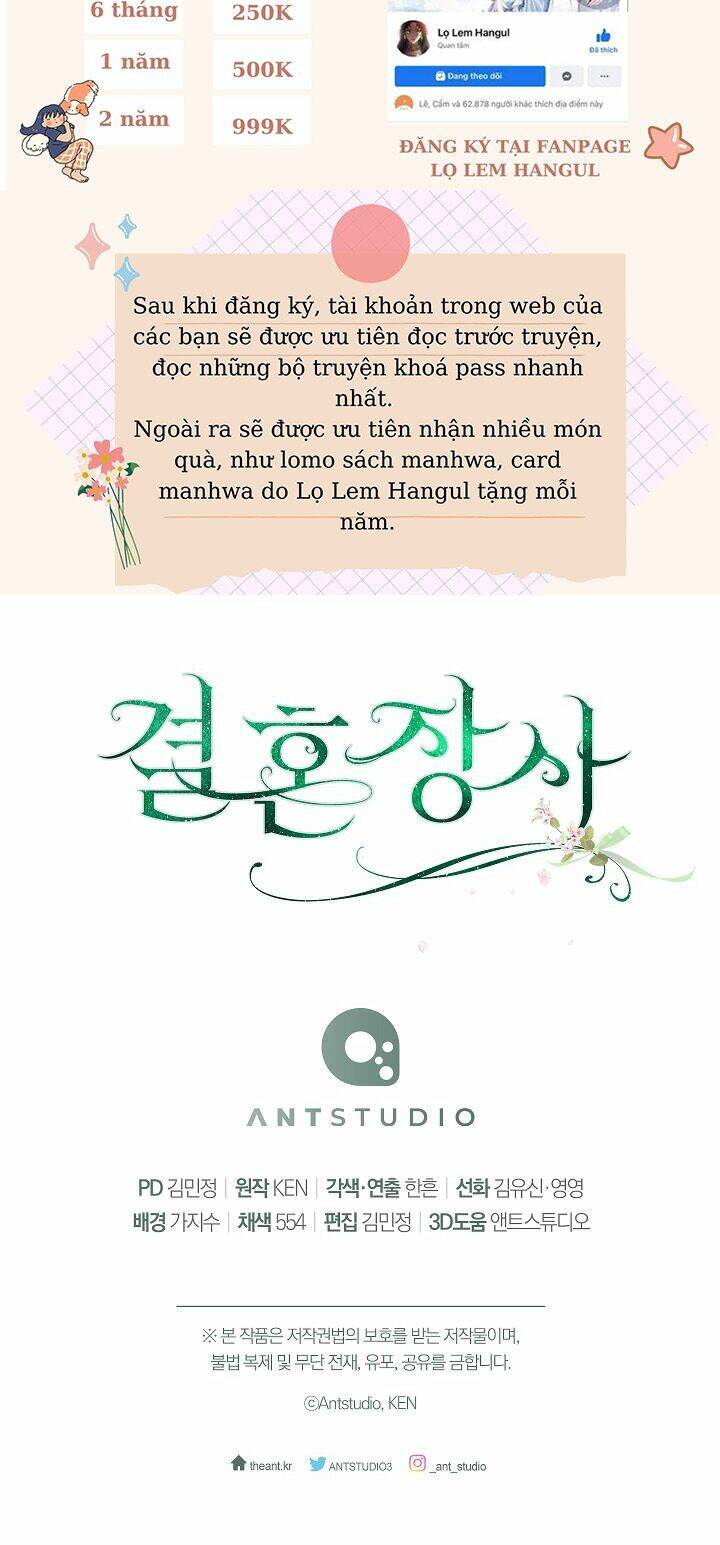 6 tháng
250K
1 năm
500K
2 năm
999K
Lọ Lem Hangul
Quan tâm
Đã thích
Đang theo dõi
Lê, Cẩm và 62.878 người khác thích địa điểm này
ĐĂNG KÝ TẠI FANPAGE
LỌ LEM HANGUL
Sau khi đăng ký, tài khoản trong web của
các bạn sẽ được ưu tiên đọc trước truyện,
đọc những bộ truyện khoá pass nhanh
nhất.
Ngoài ra sẽ được ưu tiên nhận nhiều món
quà, như lomo sách manhwa, card
manhwa do Lọ Lem Hangul tặng mỗi
năm.
결혼장사
ANTSTUDIO
PD 김민정 | 원작 KEN | 각색·연출 한흔 | 선화 김유신·영영
배경 가지수 | 채색 554 | 편집 김민정 | 3D도움 앤트스튜디오
※ 본 작품은 저작권법의 보호를 받는 저작물이며,
불법 복제 및 무단 전재, 유포, 공유를 금합니다.
ⓒAntstudio, KEN
theant.kr ANTSTUDIO3 _ant_studio